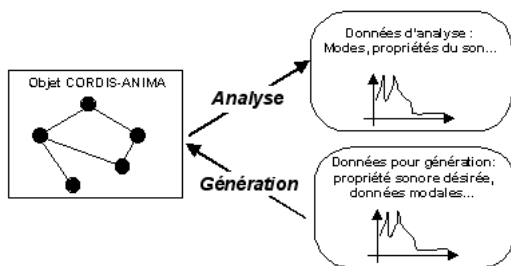 Objet CORDIS-ANIMA
Analyse
Génération
Données d'analyse :
Modes, propriétés du son...
Données pour génération:
propriété sonore désirée,
données modales...